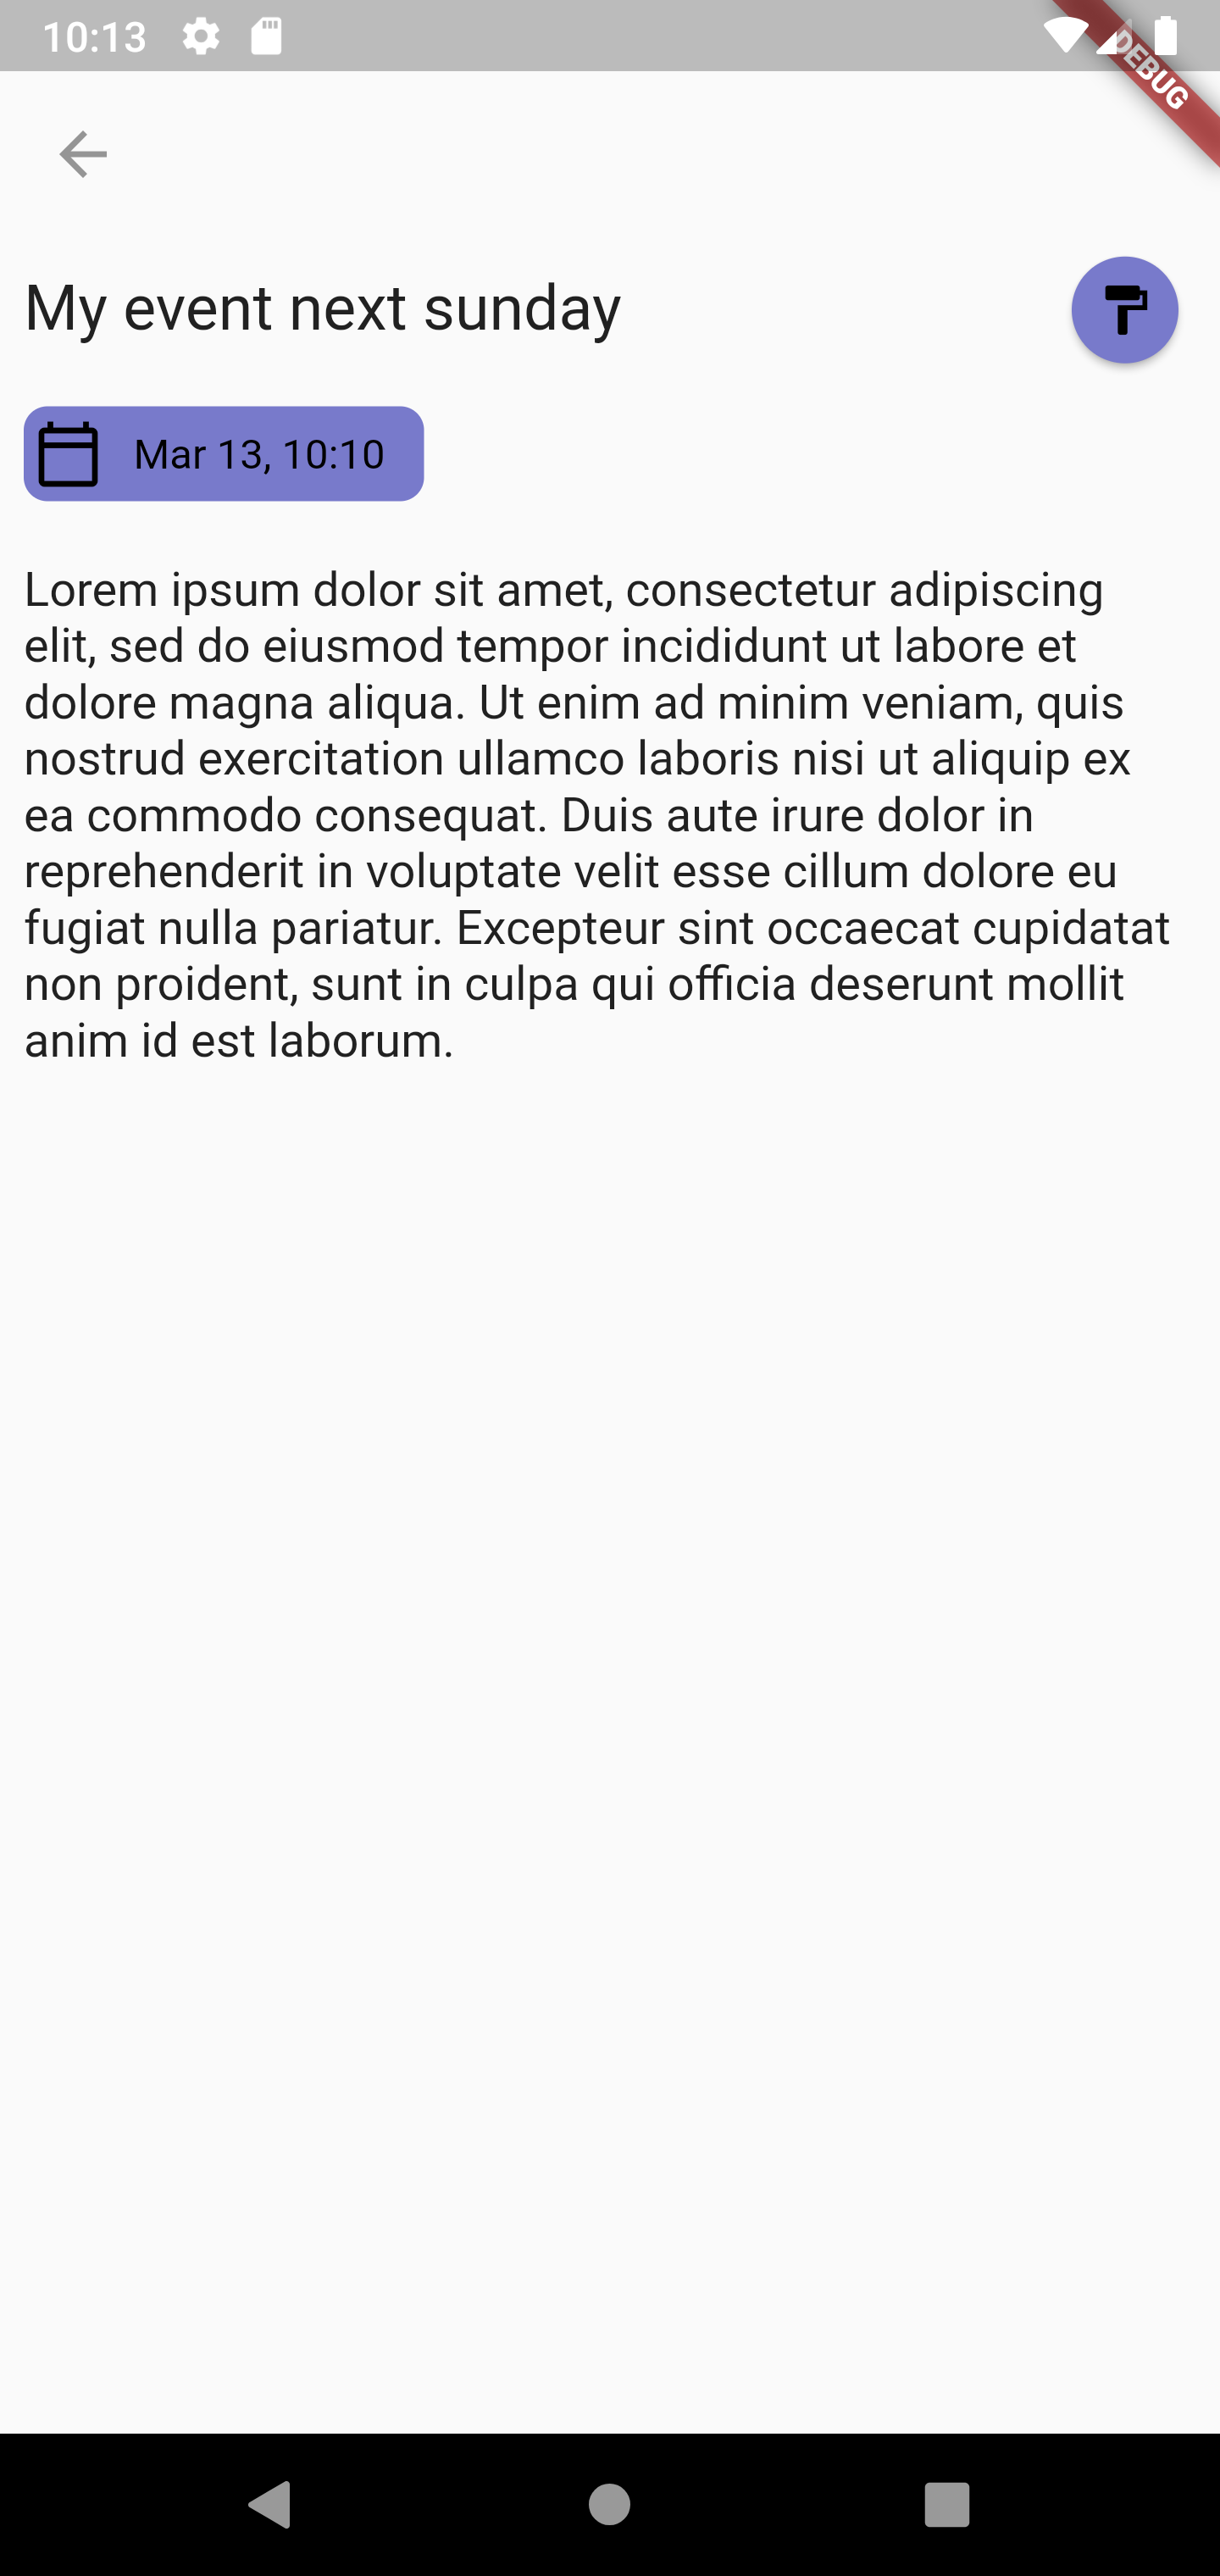 10:13
DEBUG
My event next sunday
Mar 13, 10:10
Lorem ipsum dolor sit amet, consectetur adipiscing
elit, sed do eiusmod tempor incididunt ut labore et
dolore magna aliqua. Ut enim ad minim veniam, quis
nostrud exercitation ullamco laboris nisi ut aliquip ex
ea commodo consequat. Duis aute irure dolor in
reprehenderit in voluptate velit esse cillum dolore eu
fugiat nulla pariatur. Excepteur sint occaecat cupidatat
non proident, sunt in culpa qui officia deserunt mollit
anim id est laborum.